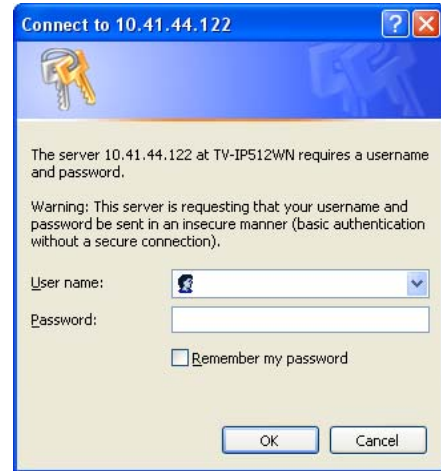 Connect to 10.41.44.122
The server 10.41.44.122 at TV-IP512WN requires a username
and password.
Warning: This server is requesting that your username and
password be sent in an insecure manner (basic authentication
without a secure connection).
User name:
Password:
Remember my password
OK
Cancel